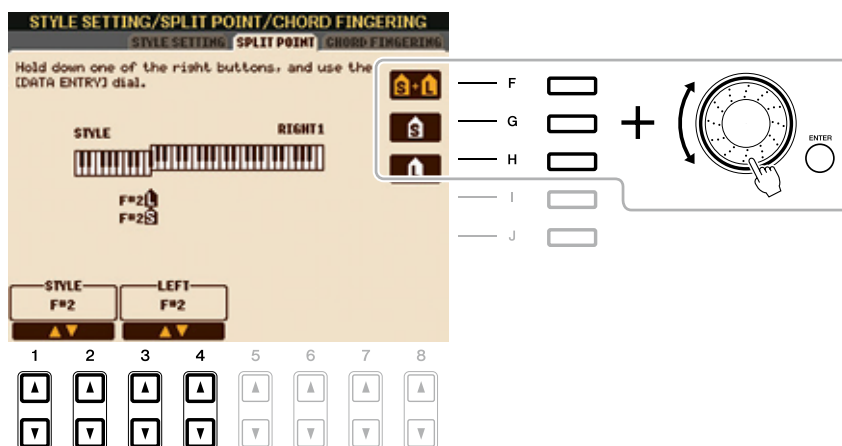 STYLE SETTING/SPLIT POINT/CHORD FINGERING
STYLE SETTING SPLIT POINT CHORD FINGERING
Hold down one of the right buttons, and use the
[DATA ENTRY] dial.
S+L
S
L
STYLE RIGHT1
F#2 L
F#2 S
STYLE LEFT
F#2 F#2
F
G
H
I
J
+
ENTER
1 2 3 4 5 6 7 8